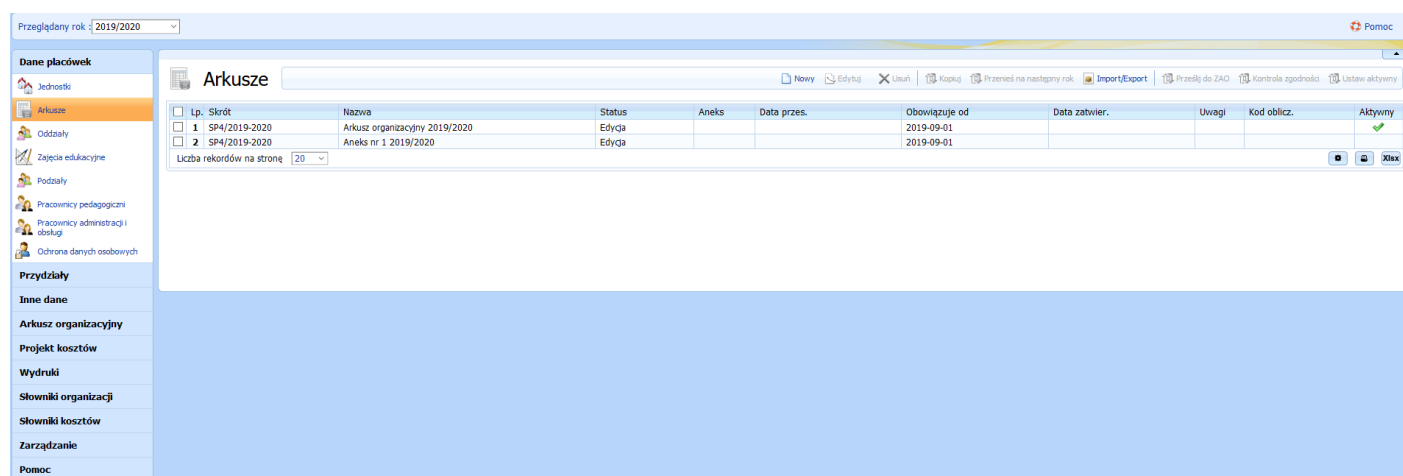 Przeglądany rok : 2019/2020 Pomoc
Dane placówek
Jednostki
Arkusze
Oddziały
Zajęcia edukacyjne
Podziały
Pracownicy pedagogiczni
Pracownicy administracji i
obsługi
Ochrona danych osobowych
Przydziały
Inne dane
Arkusz organizacyjny
Projekt kosztów
Wydruki
Słowniki organizacji
Słowniki kosztów
Zarządzanie
Pomoc
Arkusze Nowy Edytuj Usuń Kopiuj Przenieś na następny rok Import/Export Prześlij do ZAO Kontrola zgodności Ustaw aktywny
Lp. Skrót Nazwa Status Aneks Data przes. Obowiązuje od Data zatwier. Uwagi Kod oblicz. Aktywny
1 SP4/2019-2020 Arkusz organizacyjny 2019/2020 Edycja 2019-09-01
2 SP4/2019-2020 Aneks nr 1 2019/2020 Edycja 2019-09-01
Liczba rekordów na stronę 20 Xlsx